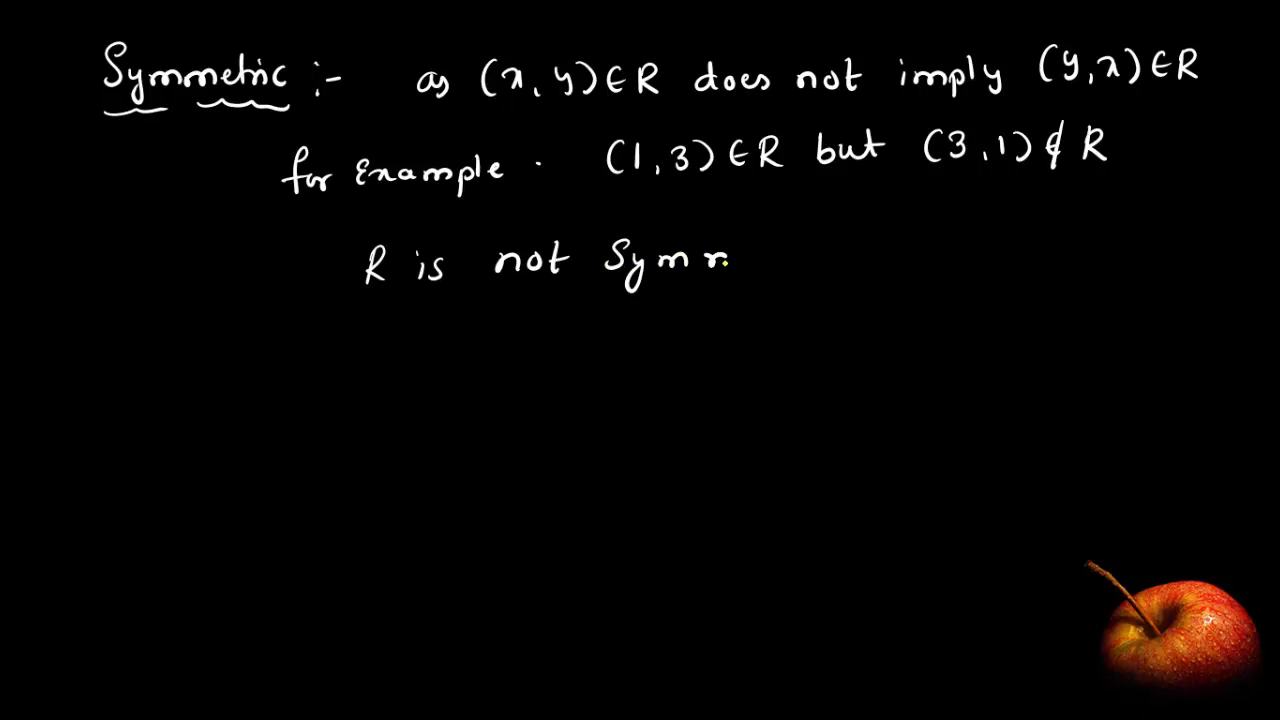 Symmetric :- as (x, y) ∈ R does not imply (y, x) ∈ R
for Example . (1, 3) ∈ R but (3, 1) ∉ R
R is not Symm